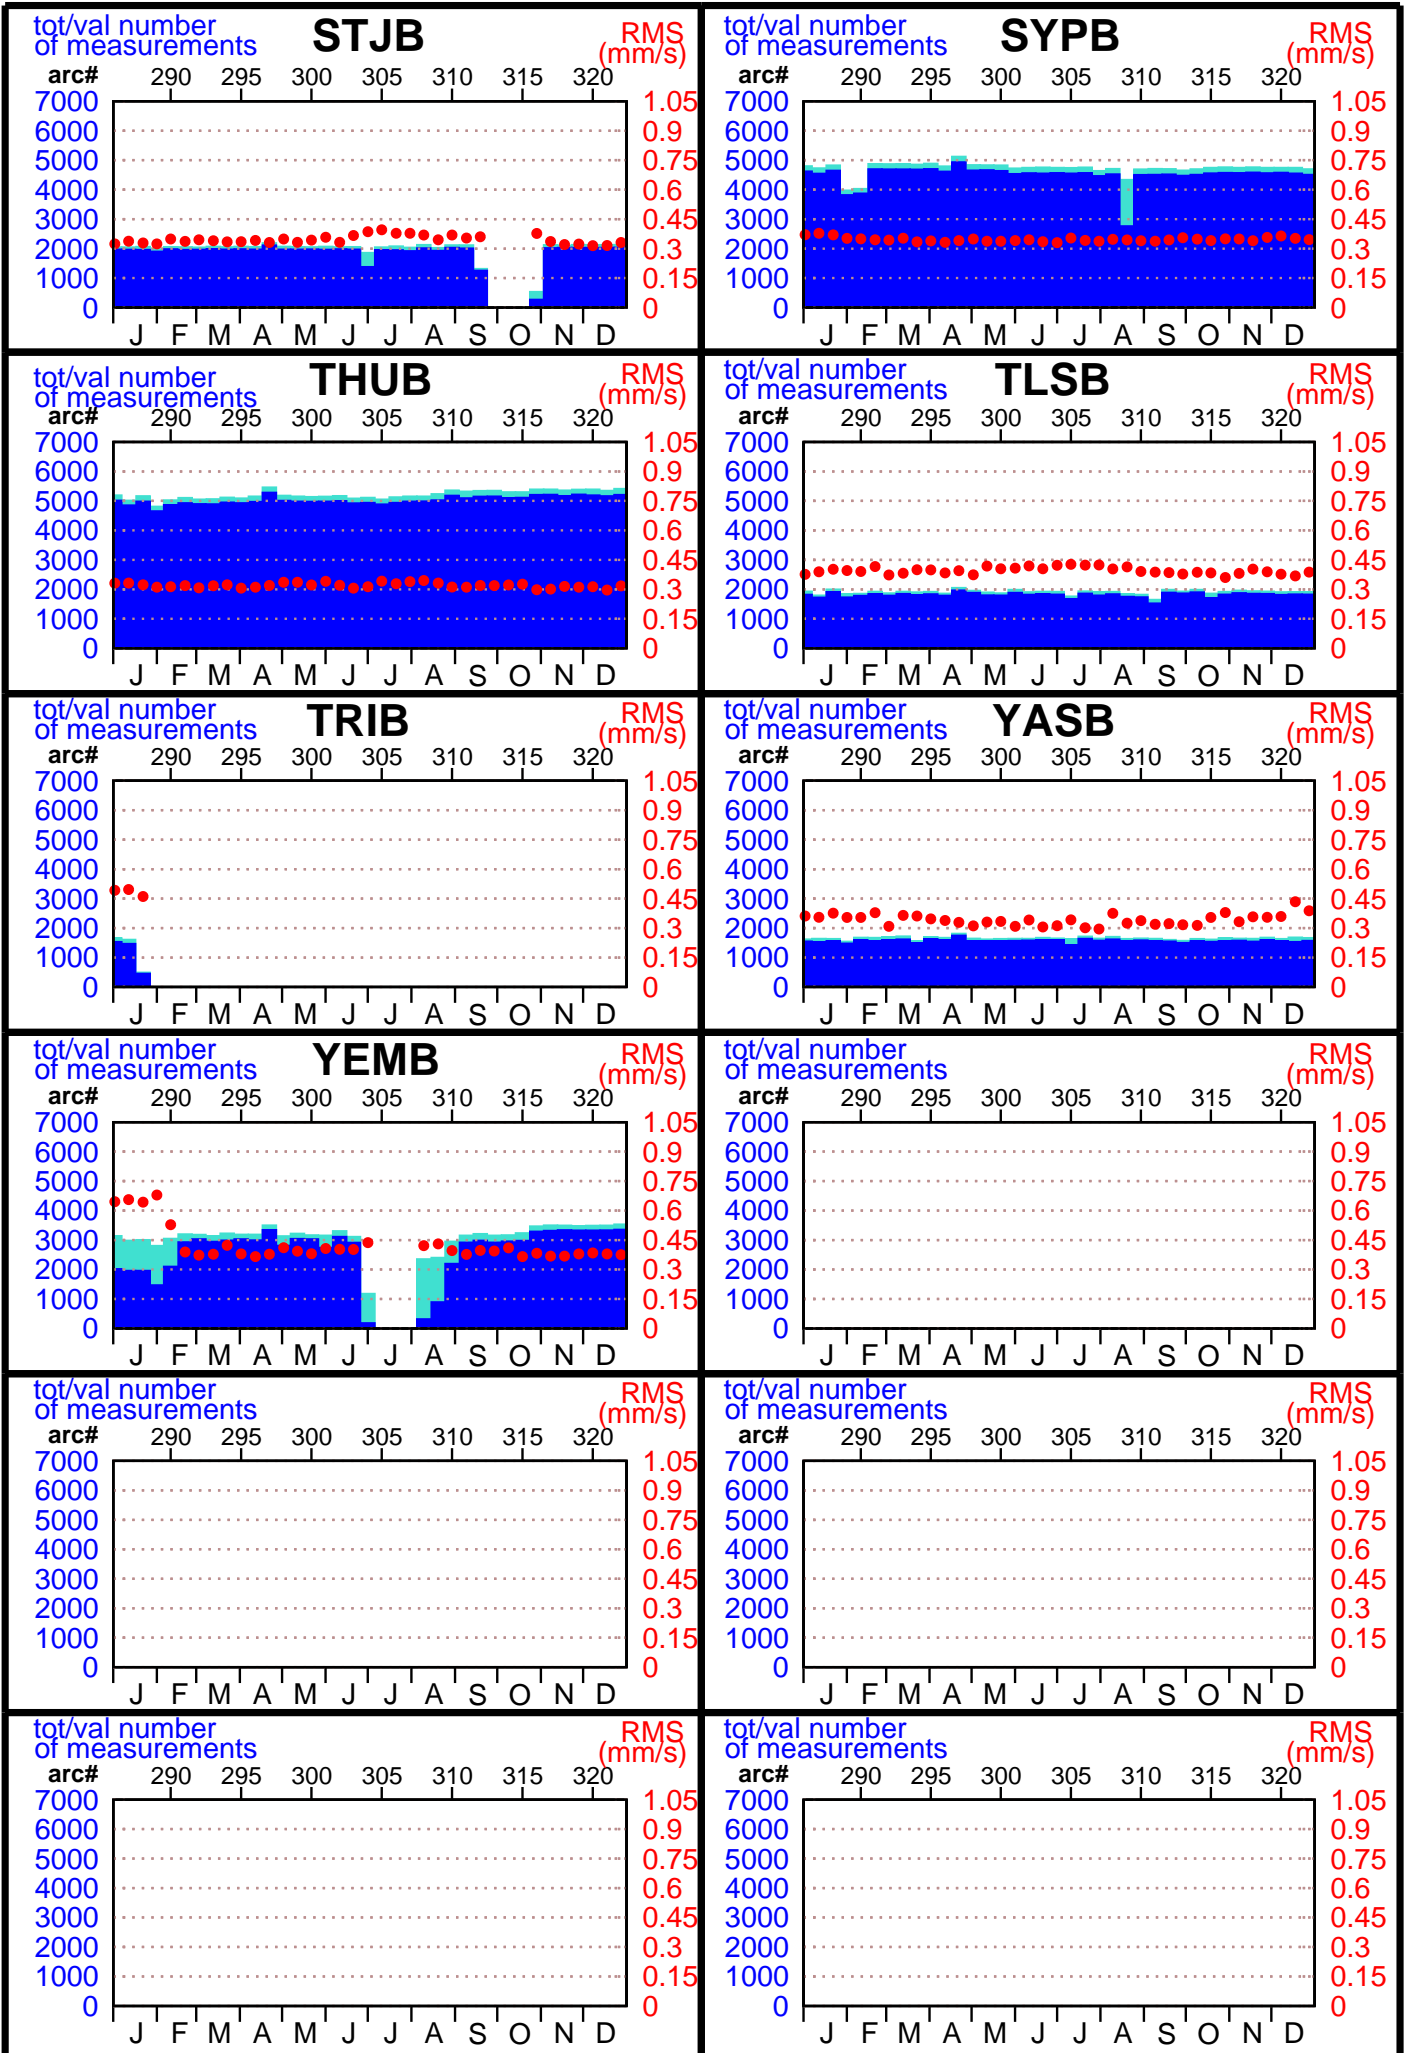 tot/val number
of measurements
STJB
RMS
(mm/s)
arc# 290 295 300 305 310 315 320
7000 1.05
6000 0.9
5000 0.75
4000 0.6
3000 0.45
2000 0.3
1000 0.15
0 0
J F M A M J J A S O N D
tot/val number
of measurements
SYPB
RMS
(mm/s)
arc# 290 295 300 305 310 315 320
7000 1.05
6000 0.9
5000 0.75
4000 0.6
3000 0.45
2000 0.3
1000 0.15
0 0
J F M A M J J A S O N D
tot/val number
of measurements
THUB
RMS
(mm/s)
arc# 290 295 300 305 310 315 320
7000 1.05
6000 0.9
5000 0.75
4000 0.6
3000 0.45
2000 0.3
1000 0.15
0 0
J F M A M J J A S O N D
tot/val number
of measurements
TLSB
RMS
(mm/s)
arc# 290 295 300 305 310 315 320
7000 1.05
6000 0.9
5000 0.75
4000 0.6
3000 0.45
2000 0.3
1000 0.15
0 0
J F M A M J J A S O N D
tot/val number
of measurements
TRIB
RMS
(mm/s)
arc# 290 295 300 305 310 315 320
7000 1.05
6000 0.9
5000 0.75
4000 0.6
3000 0.45
2000 0.3
1000 0.15
0 0
J F M A M J J A S O N D
tot/val number
of measurements
YASB
RMS
(mm/s)
arc# 290 295 300 305 310 315 320
7000 1.05
6000 0.9
5000 0.75
4000 0.6
3000 0.45
2000 0.3
1000 0.15
0 0
J F M A M J J A S O N D
tot/val number
of measurements
YEMB
RMS
(mm/s)
arc# 290 295 300 305 310 315 320
7000 1.05
6000 0.9
5000 0.75
4000 0.6
3000 0.45
2000 0.3
1000 0.15
0 0
J F M A M J J A S O N D
tot/val number
of measurements
RMS
(mm/s)
arc# 290 295 300 305 310 315 320
7000 1.05
6000 0.9
5000 0.75
4000 0.6
3000 0.45
2000 0.3
1000 0.15
0 0
J F M A M J J A S O N D
tot/val number
of measurements
RMS
(mm/s)
arc# 290 295 300 305 310 315 320
7000 1.05
6000 0.9
5000 0.75
4000 0.6
3000 0.45
2000 0.3
1000 0.15
0 0
J F M A M J J A S O N D
tot/val number
of measurements
RMS
(mm/s)
arc# 290 295 300 305 310 315 320
7000 1.05
6000 0.9
5000 0.75
4000 0.6
3000 0.45
2000 0.3
1000 0.15
0 0
J F M A M J J A S O N D
tot/val number
of measurements
RMS
(mm/s)
arc# 290 295 300 305 310 315 320
7000 1.05
6000 0.9
5000 0.75
4000 0.6
3000 0.45
2000 0.3
1000 0.15
0 0
J F M A M J J A S O N D
tot/val number
of measurements
RMS
(mm/s)
arc# 290 295 300 305 310 315 320
7000 1.05
6000 0.9
5000 0.75
4000 0.6
3000 0.45
2000 0.3
1000 0.15
0 0
J F M A M J J A S O N D